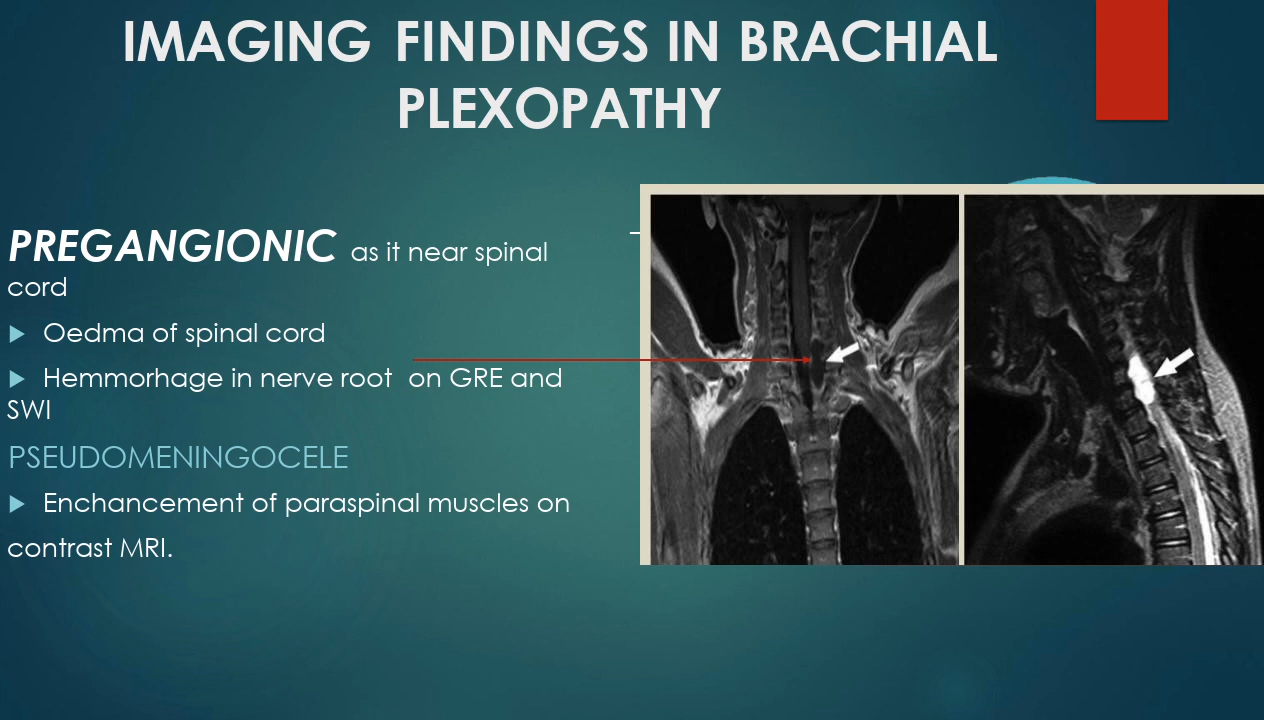 IMAGING FINDINGS IN BRACHIAL
PLEXOPATHY
PREGANGIONIC as it near spinal
cord
Oedma of spinal cord
Hemmorhage in nerve root on GRE and
SWI
PSEUDOMENINGOCELE
Enchancement of paraspinal muscles on
contrast MRI.